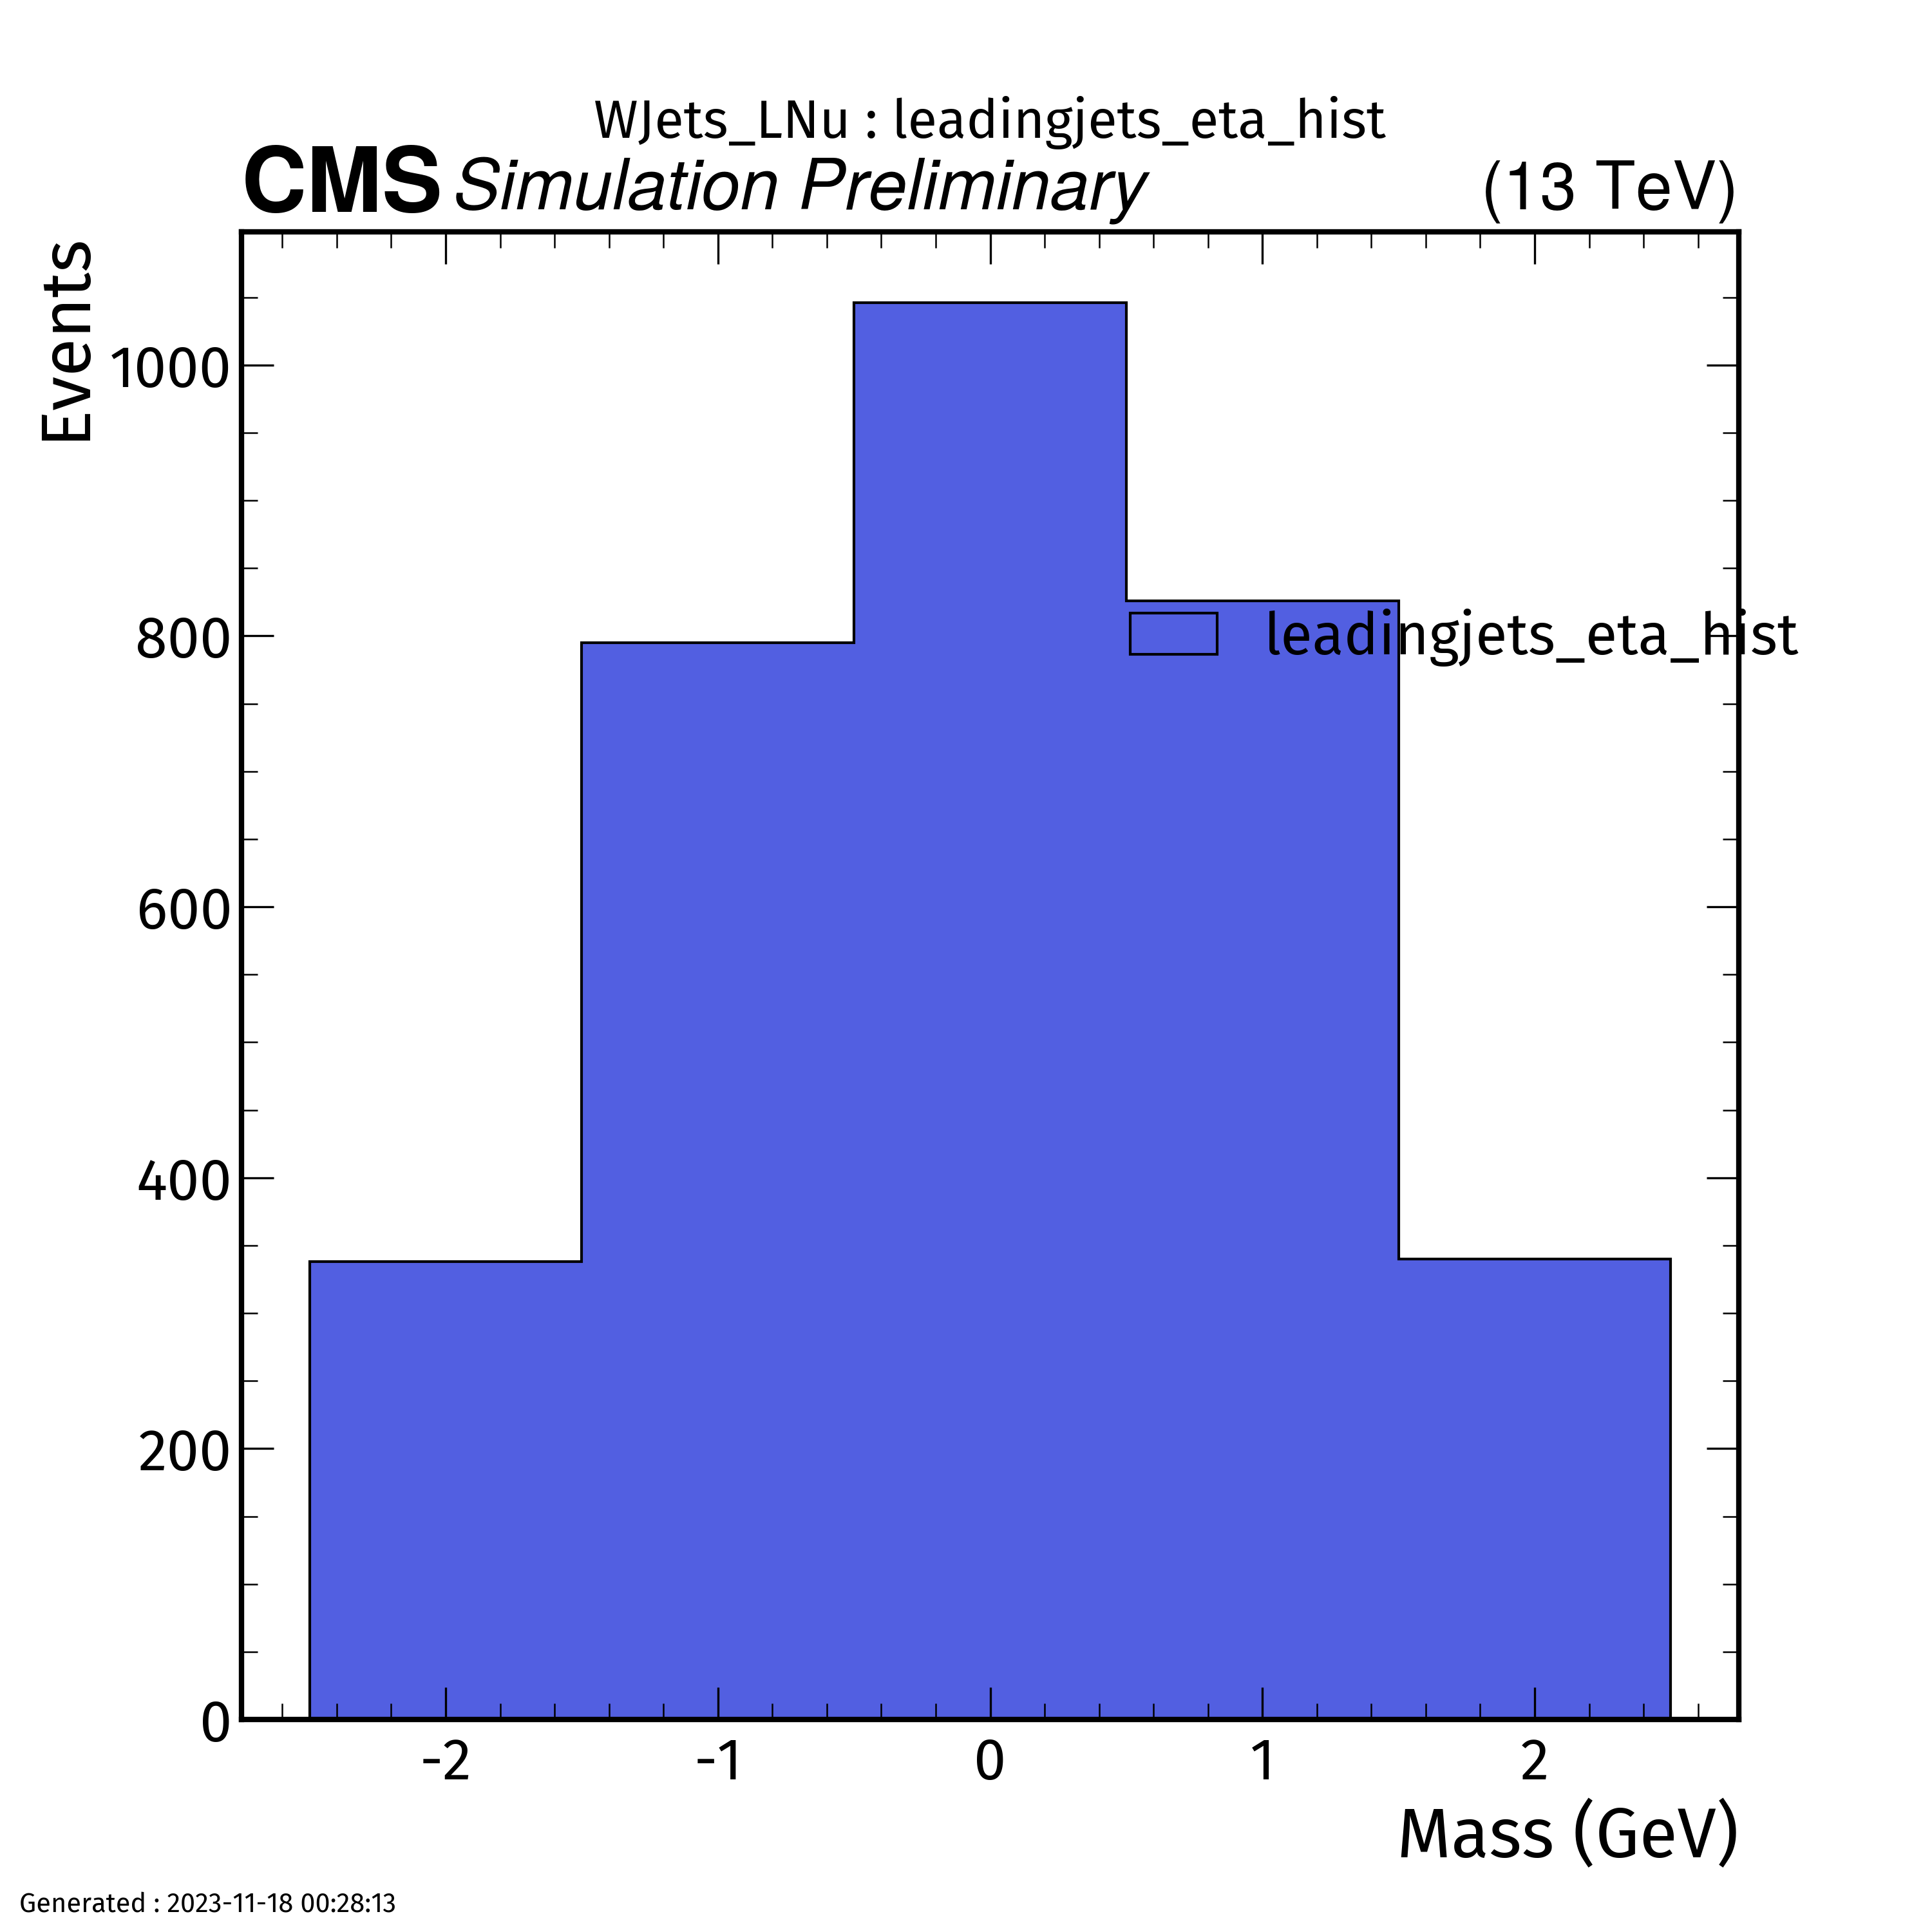 WJets_LNu : leadingjets_eta_hist
CMS Simulation Preliminary (13 TeV)
Events
1000
800
600
400
200
0
leadingjets_eta_hist
-2 -1 0 1 2
Mass (GeV)
Generated : 2023-11-18 00:28:13